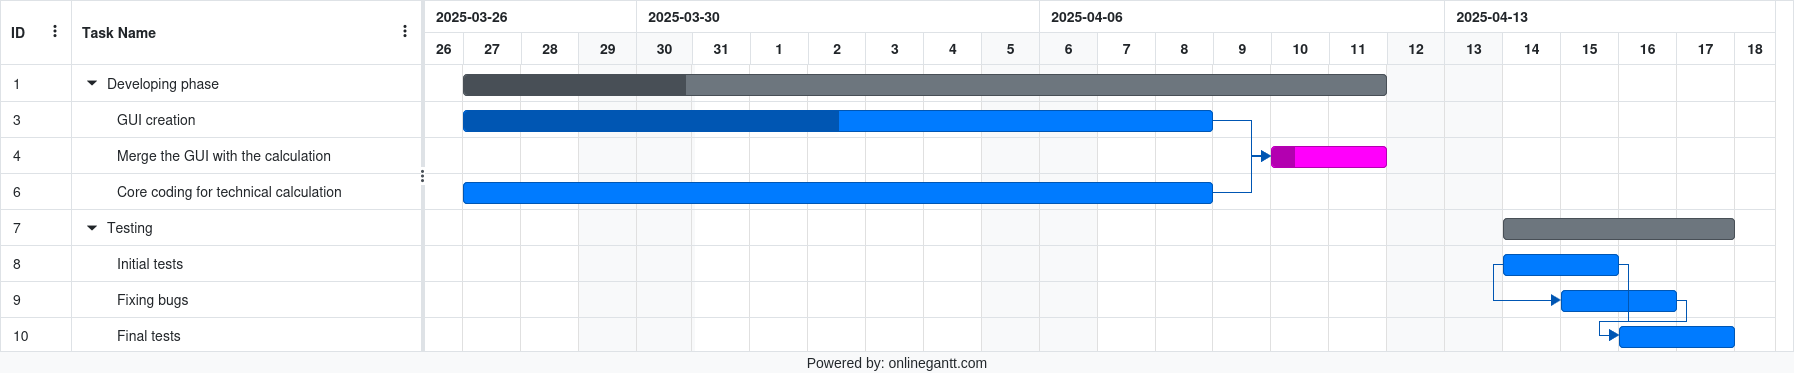 ID Task Name 2025-03-26 2025-03-30 2025-04-06 2025-04-13
26 27 28 29 30 31 1 2 3 4 5 6 7 8 9 10 11 12 13 14 15 16 17 18
1 Developing phase
3 GUI creation
4 Merge the GUI with the calculation
6 Core coding for technical calculation
7 Testing
8 Initial tests
9 Fixing bugs
10 Final tests
Powered by: onlinegantt.com